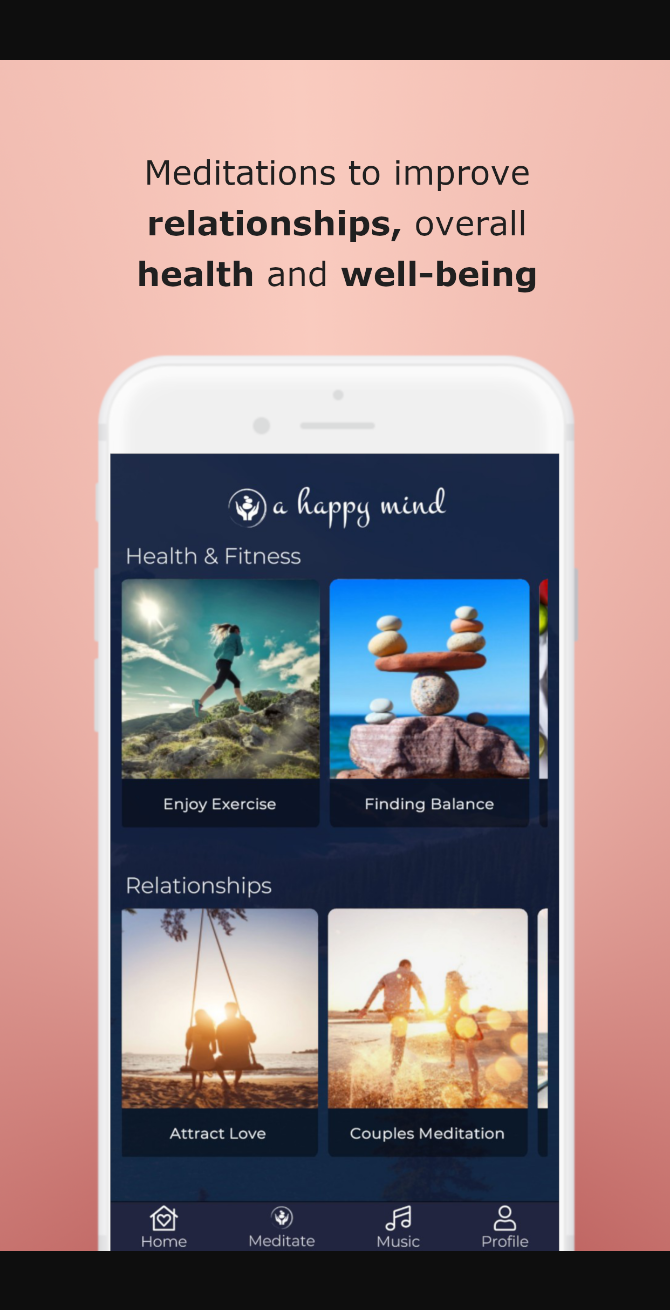 Meditations to improve
relationships, overall
health and well-being
a happy mind
Health & Fitness
Enjoy Exercise
Finding Balance
Relationships
Attract Love
Couples Meditation
Home
Meditate
Music
Profile